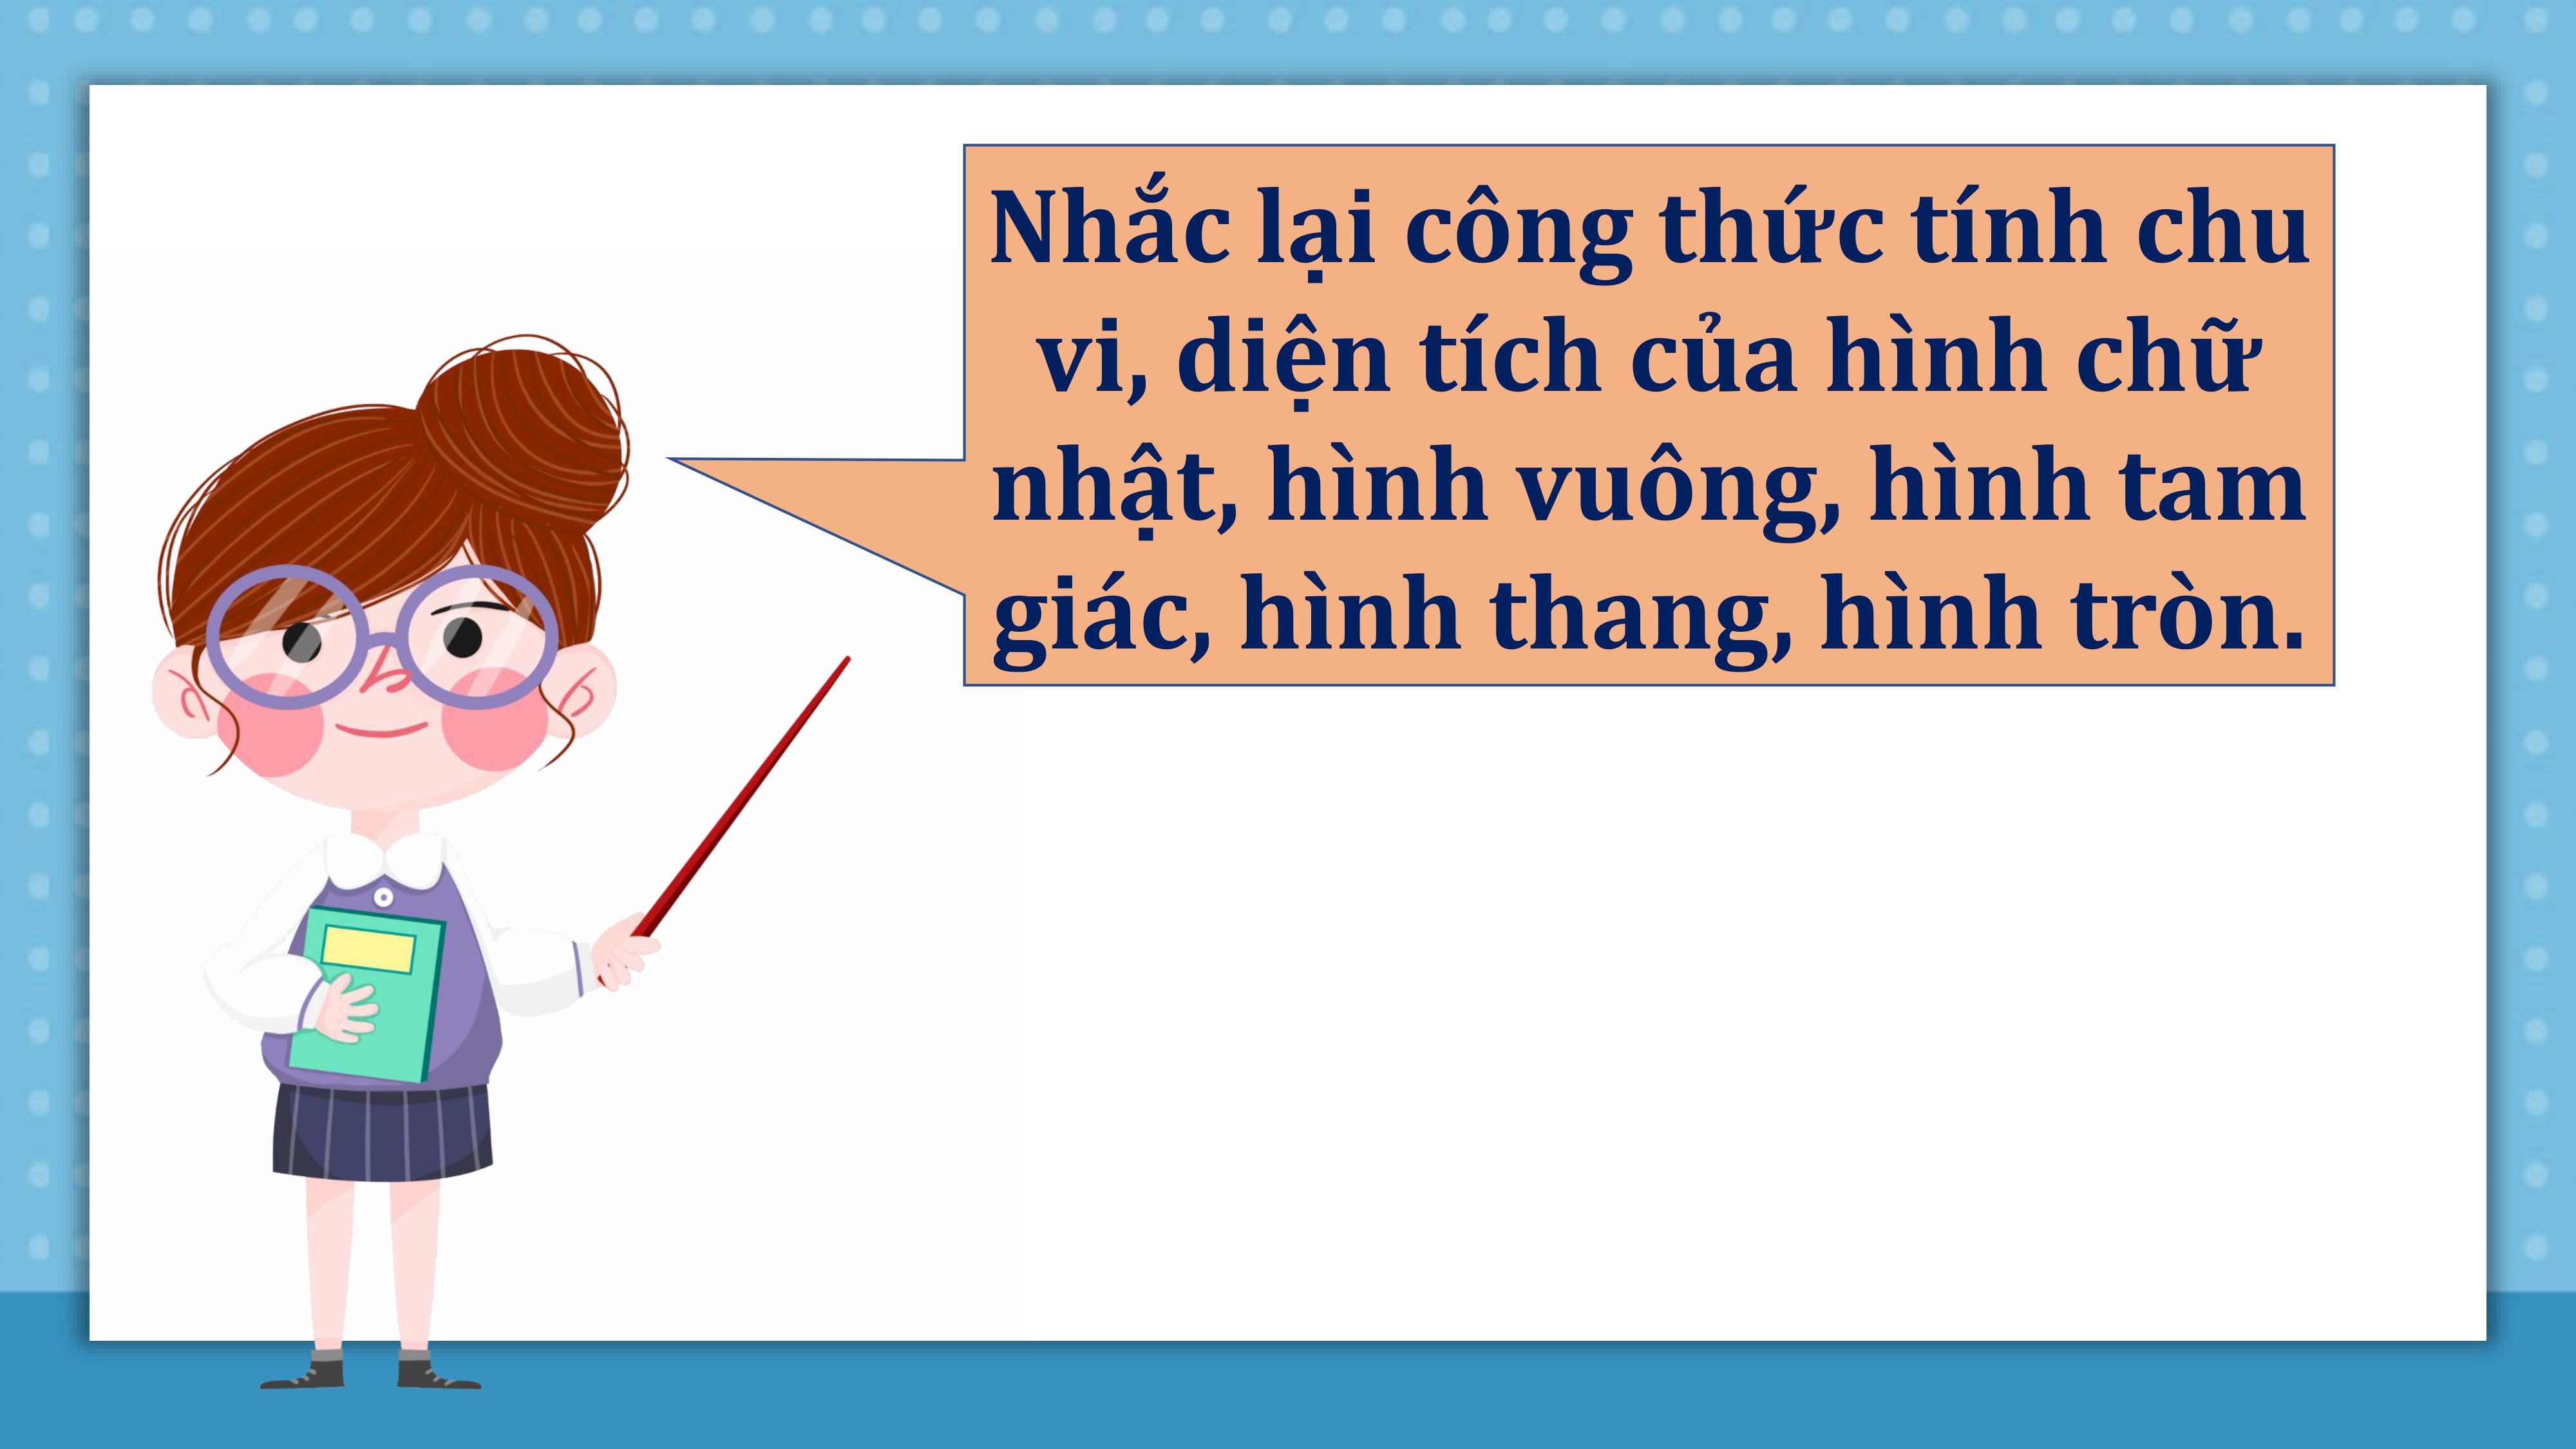 Nhắc lại công thức tính chu
vi, diện tích của hình chữ
nhật, hình vuông, hình tam
giác, hình thang, hình tròn.